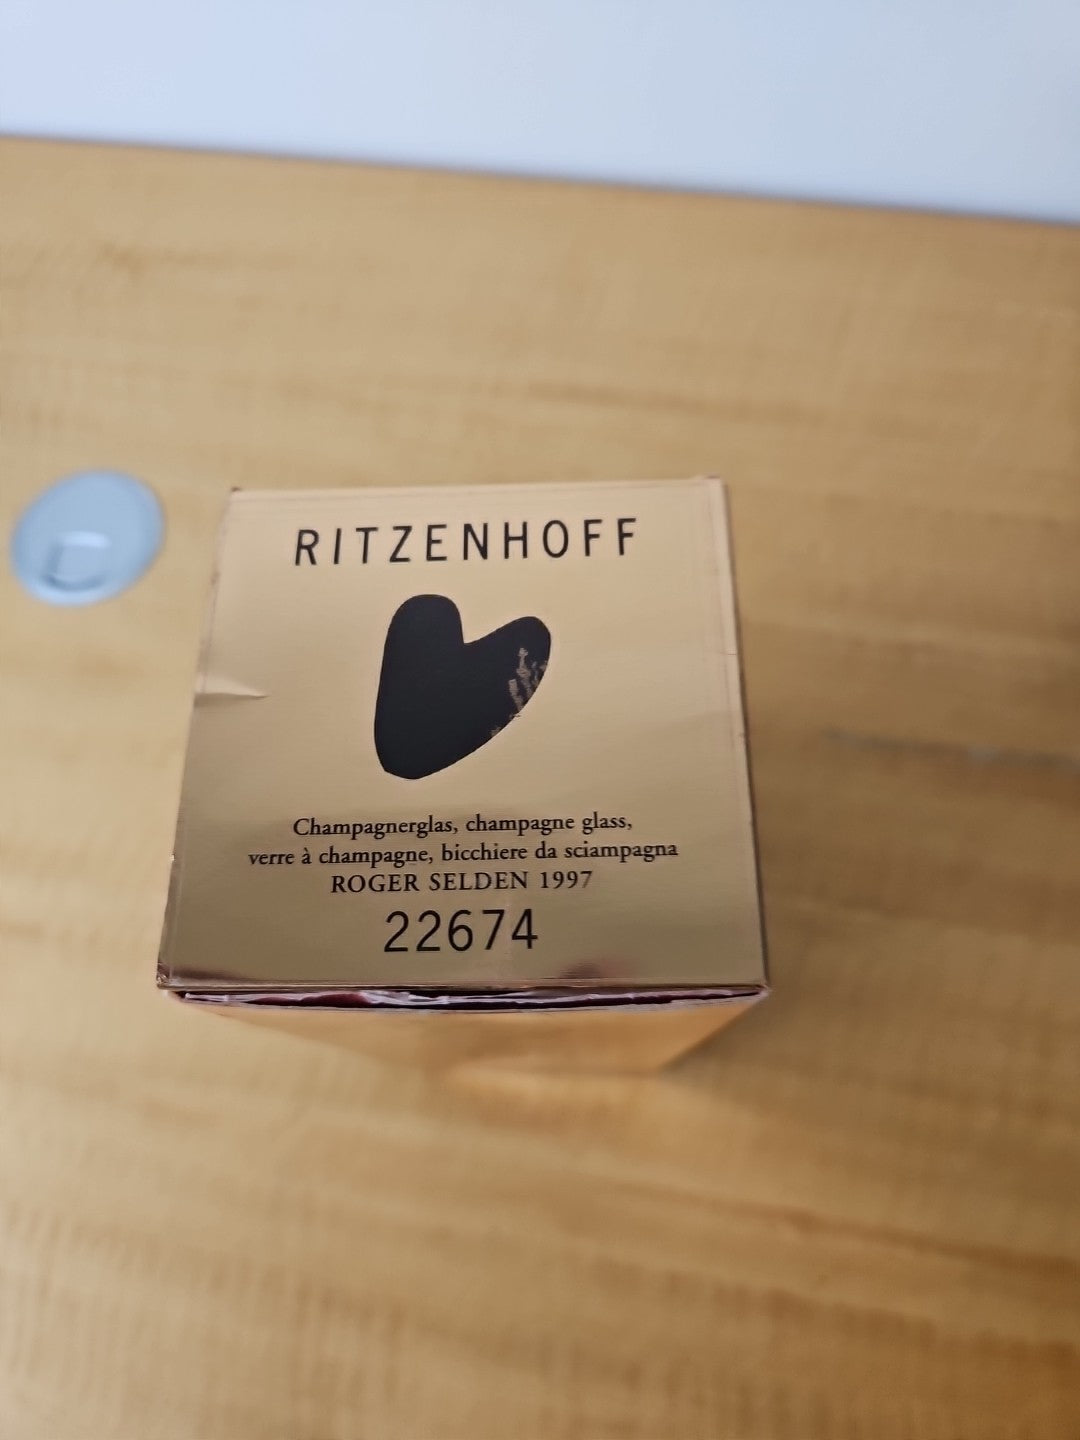 RITZENHOFF
Champagnerglas, champagne glass,
verre à champagne, bicchiere da sciampagna
ROGER SELDEN 1997
22674